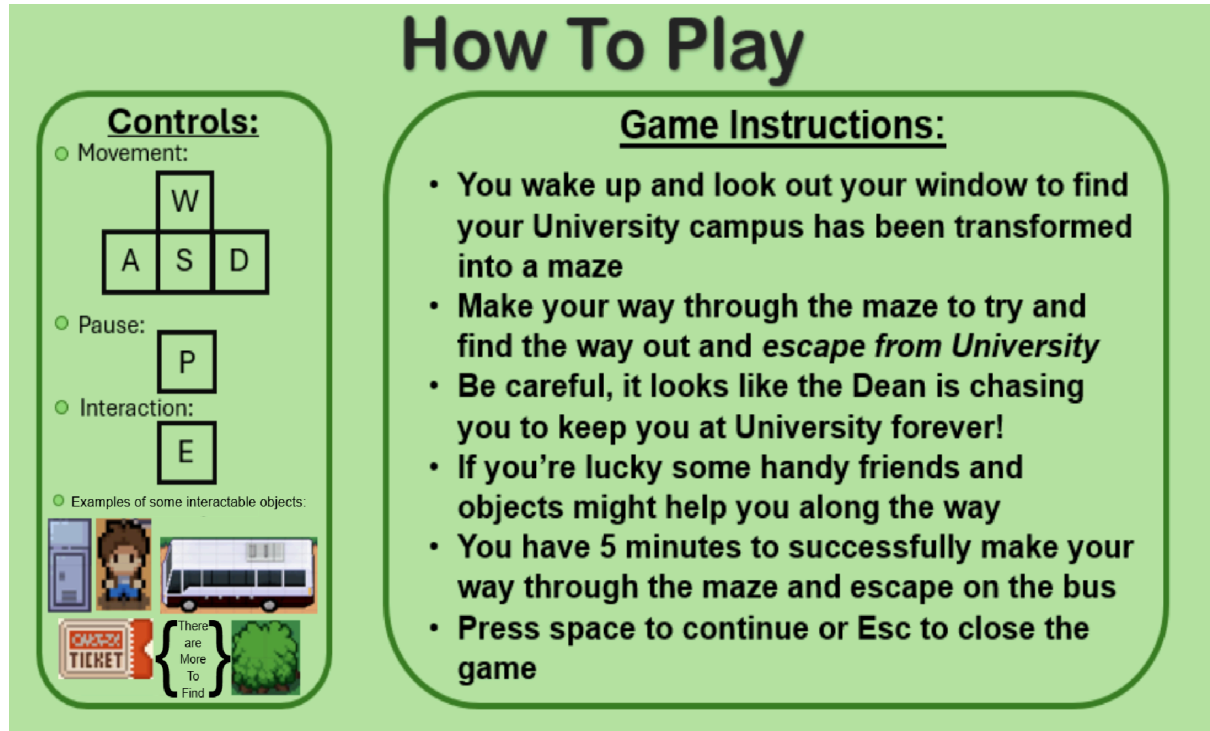 How To Play
Controls:
Movement:
W
A S D
Pause:
P
Interaction:
E
Examples of some interactable objects:
TICKET
There
are
More
To
Find
Game Instructions:
• You wake up and look out your window to find
your University campus has been transformed
into a maze
• Make your way through the maze to try and
find the way out and escape from University
• Be careful, it looks like the Dean is chasing
you to keep you at University forever!
• If you’re lucky some handy friends and
objects might help you along the way
• You have 5 minutes to successfully make your
way through the maze and escape on the bus
• Press space to continue or Esc to close the
game